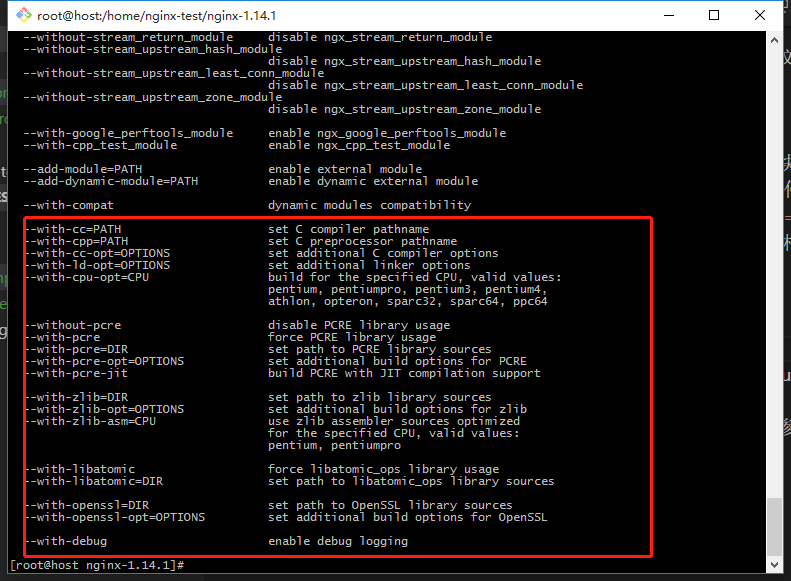 root@host:/home/nginx-test/nginx-1.14.1
--without-stream_return_module     disable ngx_stream_return_module
--without-stream_upstream_hash_module
                                   disable ngx_stream_upstream_hash_module
--without-stream_upstream_least_conn_module
                                   disable ngx_stream_upstream_least_conn_module
--without-stream_upstream_zone_module
                                   disable ngx_stream_upstream_zone_module
--with-google_perftools_module     enable ngx_google_perftools_module
--with-cpp_test_module             enable ngx_cpp_test_module
--add-module=PATH                  enable external module
--add-dynamic-module=PATH          enable dynamic external module
--with-compat                      dynamic modules compatibility
--with-cc=PATH                     set C compiler pathname
--with-cpp=PATH                    set C preprocessor pathname
--with-cc-opt=OPTIONS              set additional C compiler options
--with-ld-opt=OPTIONS              set additional linker options
--with-cpu-opt=CPU                 build for the specified CPU, valid values:
                                   pentium, pentiumpro, pentium3, pentium4,
                                   athlon, opteron, sparc32, sparc64, ppc64
--without-pcre                     disable PCRE library usage
--with-pcre                        force PCRE library usage
--with-pcre=DIR                    set path to PCRE library sources
--with-pcre-opt=OPTIONS            set additional build options for PCRE
--with-pcre-jit                    build PCRE with JIT compilation support
--with-zlib=DIR                    set path to zlib library sources
--with-zlib-opt=OPTIONS            set additional build options for zlib
--with-zlib-asm=CPU                use zlib assembler sources optimized
                                   for the specified CPU, valid values:
                                   pentium, pentiumpro
--with-libatomic                   force libatomic_ops library usage
--with-libatomic=DIR               set path to libatomic_ops library sources
--with-openssl=DIR                 set path to OpenSSL library sources
--with-openssl-opt=OPTIONS         set additional build options for OpenSSL
--with-debug                       enable debug logging
[root@host nginx-1.14.1]#